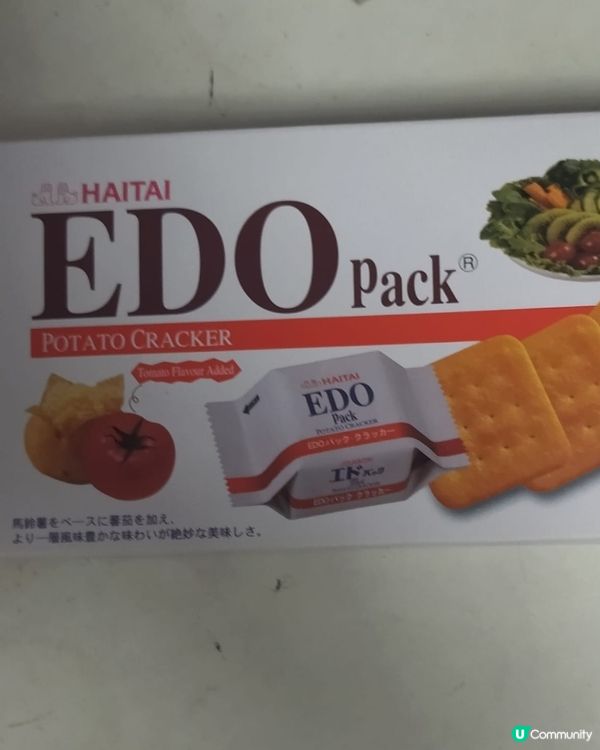 HAITAI
EDO Pack®
POTATO CRACKER
Tomato Flavour Added
HAITAI
EDO
Pack
POTATO CRACKER
EDOパック クラッカー
エドパック
EDOパック クラッカー
馬鈴薯をベースに蕃茄を加え、
より一層風味豊かな味わいが絶妙な美味しさ。
U Community